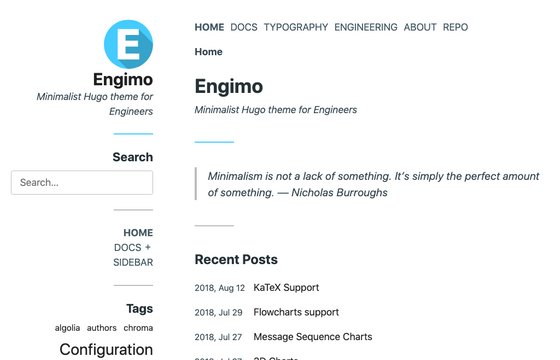 E
Engimo
Minimalist Hugo theme for
Engineers
Search
Search...
HOME
DOCS +
SIDEBAR
Tags
algolia authors chroma
Configuration
HOME DOCS TYPOGRAPHY ENGINEERING ABOUT REPO
Home
Engimo
Minimalist Hugo theme for Engineers
Minimalism is not a lack of something. It's simply the perfect amount
of something. — Nicholas Burroughs
Recent Posts
2018, Aug 12 KaTeX Support
2018, Jul 29 Flowcharts support
2018, Jul 27 Message Sequence Charts